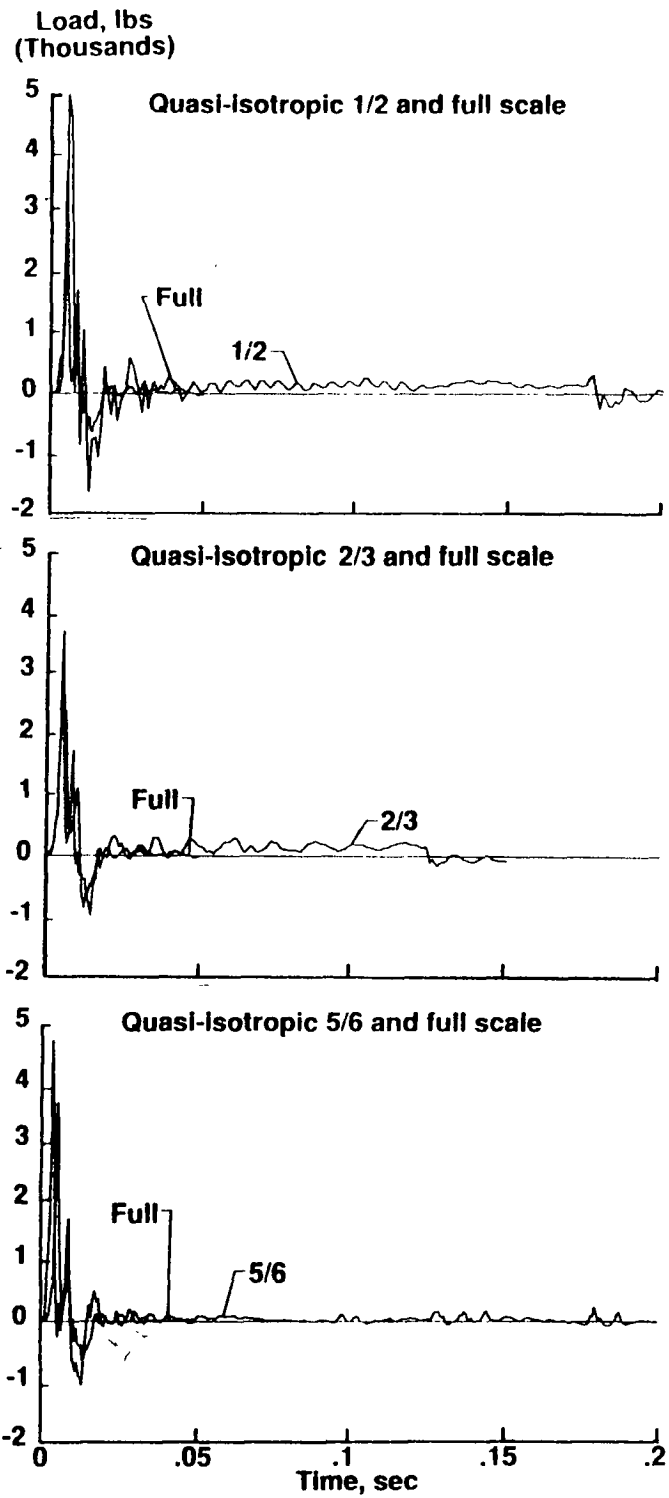 Load, lbs
(Thousands)
Quasi-isotropic 1/2 and full scale
5
4
3
2
1
0
-1
-2
Full
1/2
Quasi-isotropic 2/3 and full scale
5
4
3
2
1
0
-1
-2
Full
2/3
Quasi-isotropic 5/6 and full scale
5
4
3
2
1
0
-1
-2
Full
5/6
0 .05 .1 .15 .2
Time, sec